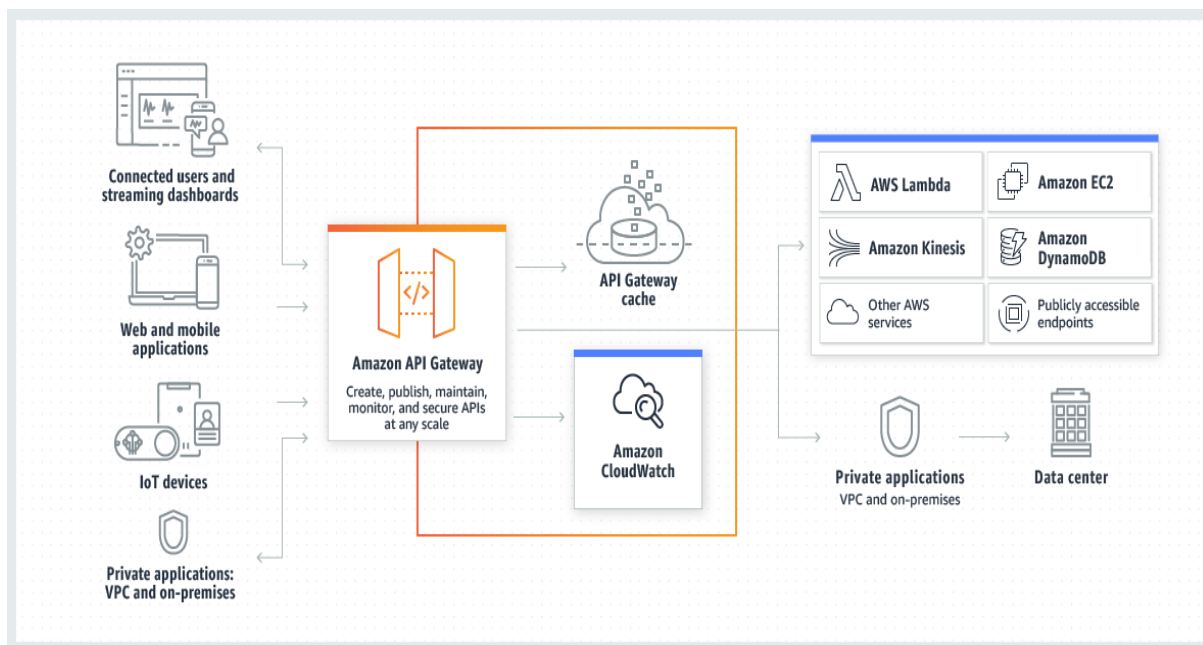 Connected users and
streaming dashboards
Web and mobile
applications
IoT devices
Private applications:
VPC and on-premises
</>
Amazon API Gateway
Create, publish, maintain,
monitor, and secure APIs
at any scale
API Gateway
cache
Amazon
CloudWatch
AWS Lambda
Amazon EC2
Amazon Kinesis
Amazon
DynamoDB
Other AWS
services
Publicly accessible
endpoints
Private applications
VPC and on-premises
Data center